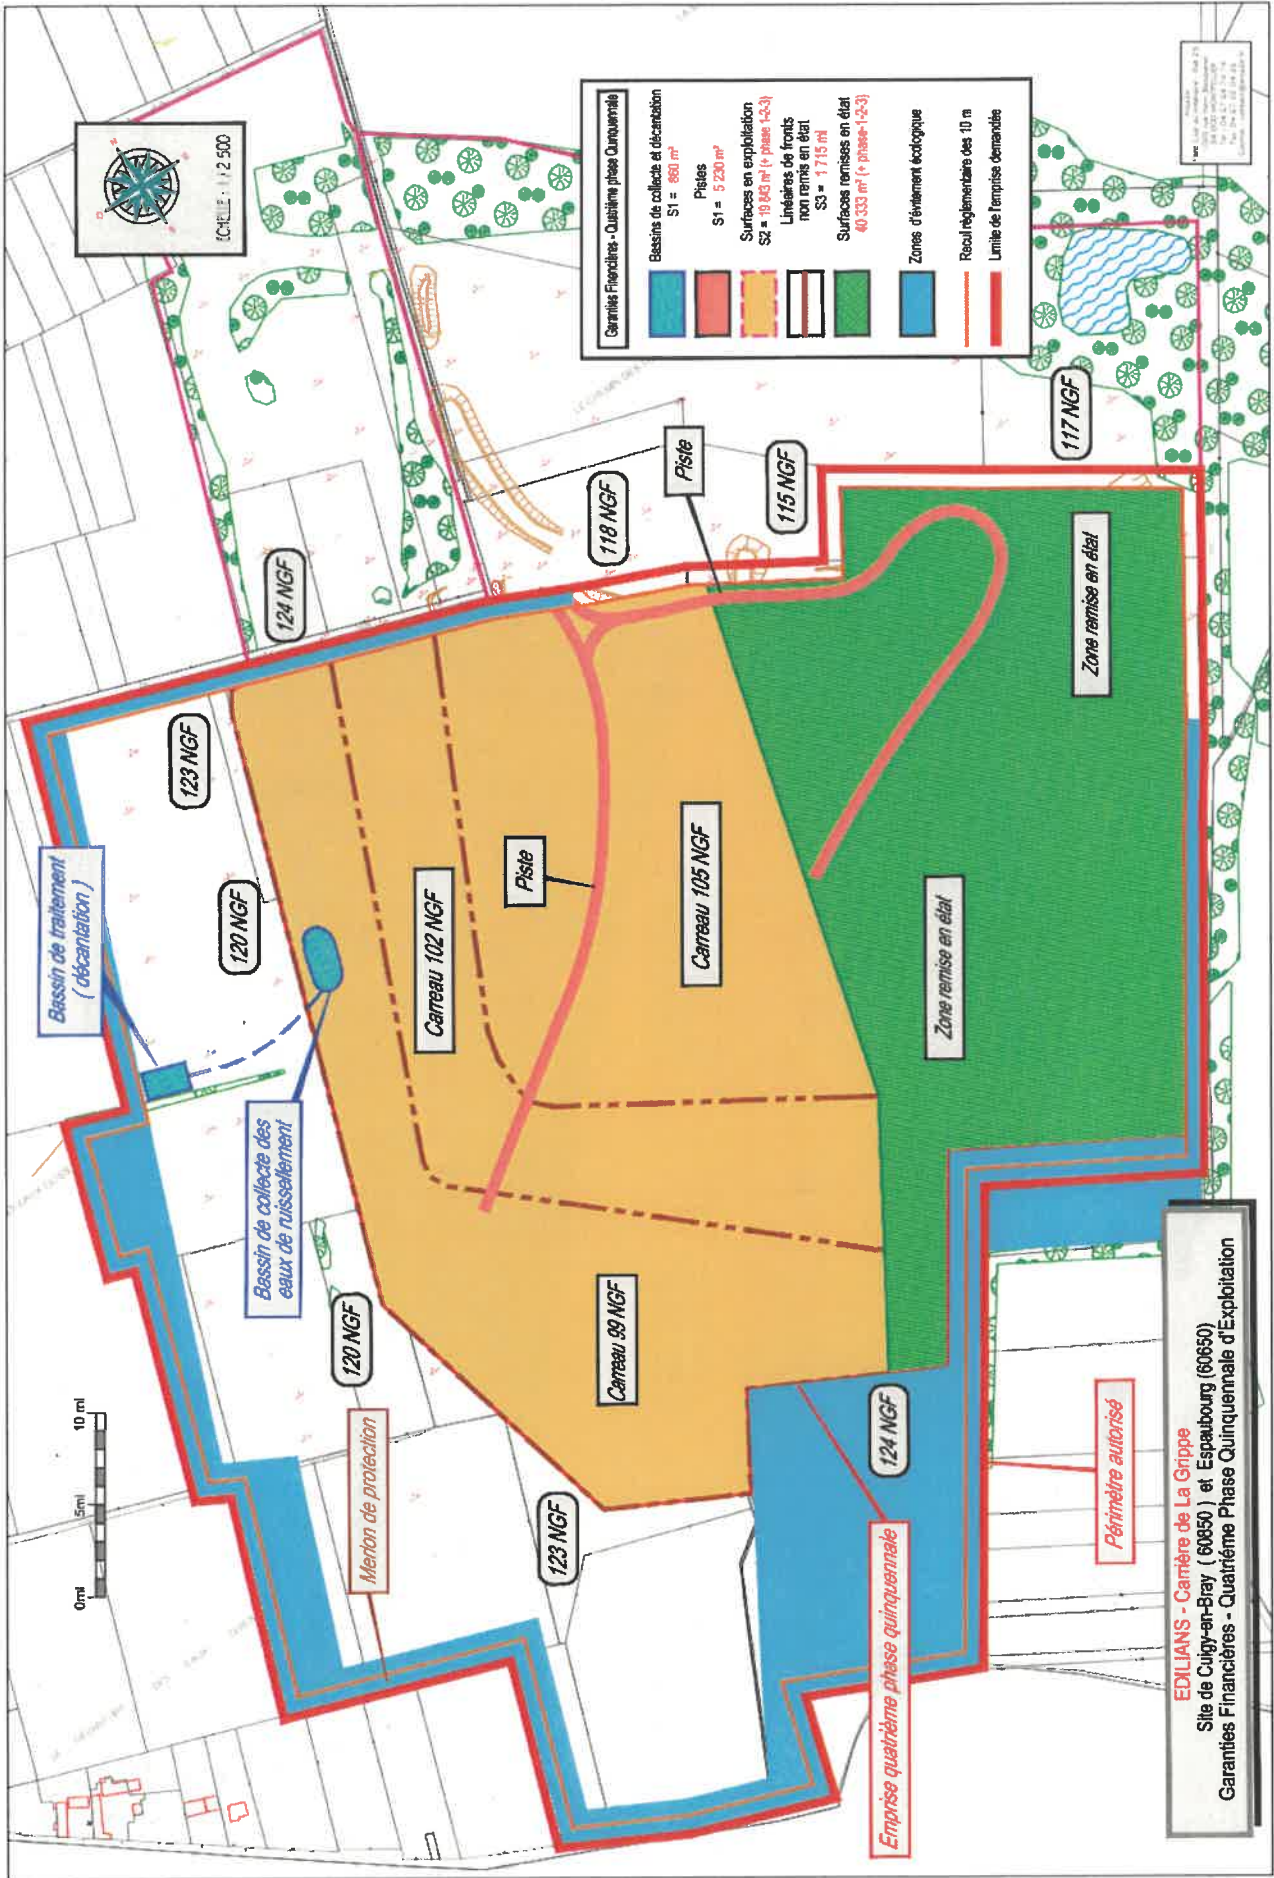 ECHELLE : 1 / 2 500
Garanties Financières - Quatrième phase Quinquennale
Bassins de collecte et décantation
S1 = 860 m²
Pistes
S1 = 5 230 m²
Surfaces en exploitation
S2 = 19 843 m² (+ phase 1-2-3)
Linéaires de fronts
non remis en état
S3 = 1 715 ml
Surfaces remises en état
40 333 m² (+ phase-1-2-3)
Zones d'évitement écologique
Recul réglementaire des 10 m
Limite de l'emprise demandée
0ml 5ml 10 ml
Bassin de traitement
( décantation )
Bassin de collecte des
eaux de ruissellement
Merlon de protection
124 NGF
123 NGF
120 NGF
120 NGF
123 NGF
118 NGF
115 NGF
117 NGF
124 NGF
Piste
Piste
Carreau 102 NGF
Carreau 105 NGF
Carreau 99 NGF
Zone remise en état
Zone remise en état
Emprise quatrième phase quinquennale
Périmètre autorisé
EDILIANS - Carrière de La Grippe
Site de Cuigy-en-Bray ( 60850 ) et Espaubourg (60650)
Garanties Financières - Quatrième Phase Quinquennale d'Exploitation